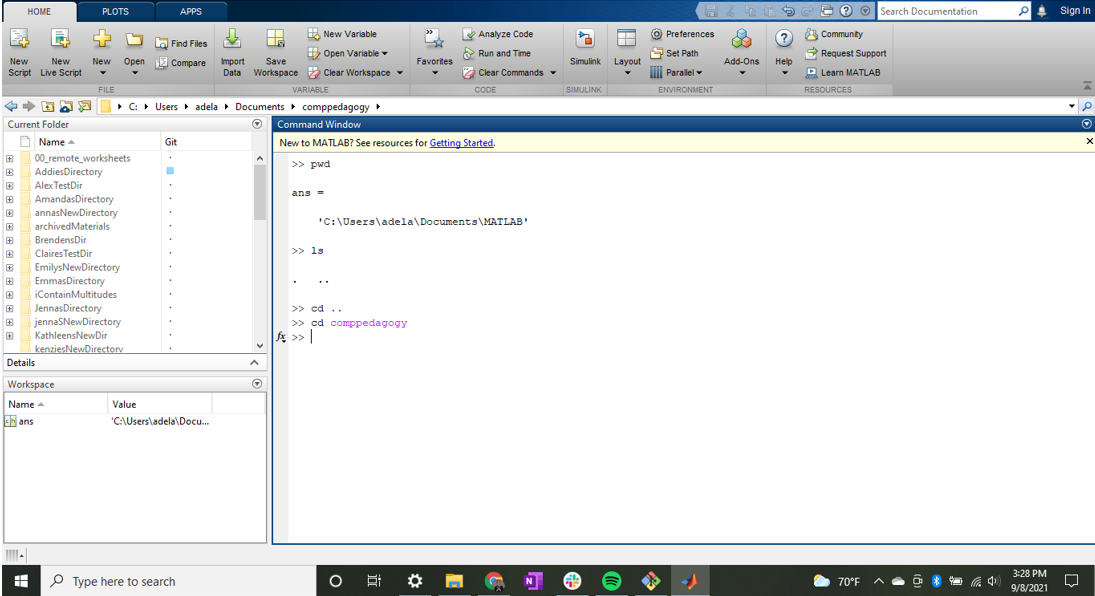 HOME PLOTS APPS Search Documentation Sign In
New Script
New Live Script
New
Open
Find Files
Compare
FILE
Import Data
Save Workspace
New Variable
Open Variable
Clear Workspace
VARIABLE
Favorites
Analyze Code
Run and Time
Clear Commands
CODE
Simulink
SIMULINK
Layout
Preferences
Set Path
Parallel
Add-Ons
ENVIRONMENT
Help
Community
Request Support
Learn MATLAB
RESOURCES
C: Users adela Documents comppedagogy
Current Folder
Name Git
00_remote_worksheets
AddiesDirectory
AlexTestDir
AmandasDirectory
annasNewDirectory
archivedMaterials
BrendensDir
ClairesTestDir
EmilysNewDirectory
EmmasDirectory
iContainMultitudes
JennasDirectory
jennaSNewDirectory
KathleensNewDir
kenziesNewDirectory
Details
Workspace
Name Value
ans 'C:\Users\adela\Docu...
Command Window
New to MATLAB? See resources for Getting Started.
>> pwd
ans =
'C:\Users\adela\Documents\MATLAB'
>> ls
. ..
>> cd ..
>> cd comppedagogy
fx >>
Type here to search
70°F
3:28 PM
9/8/2021